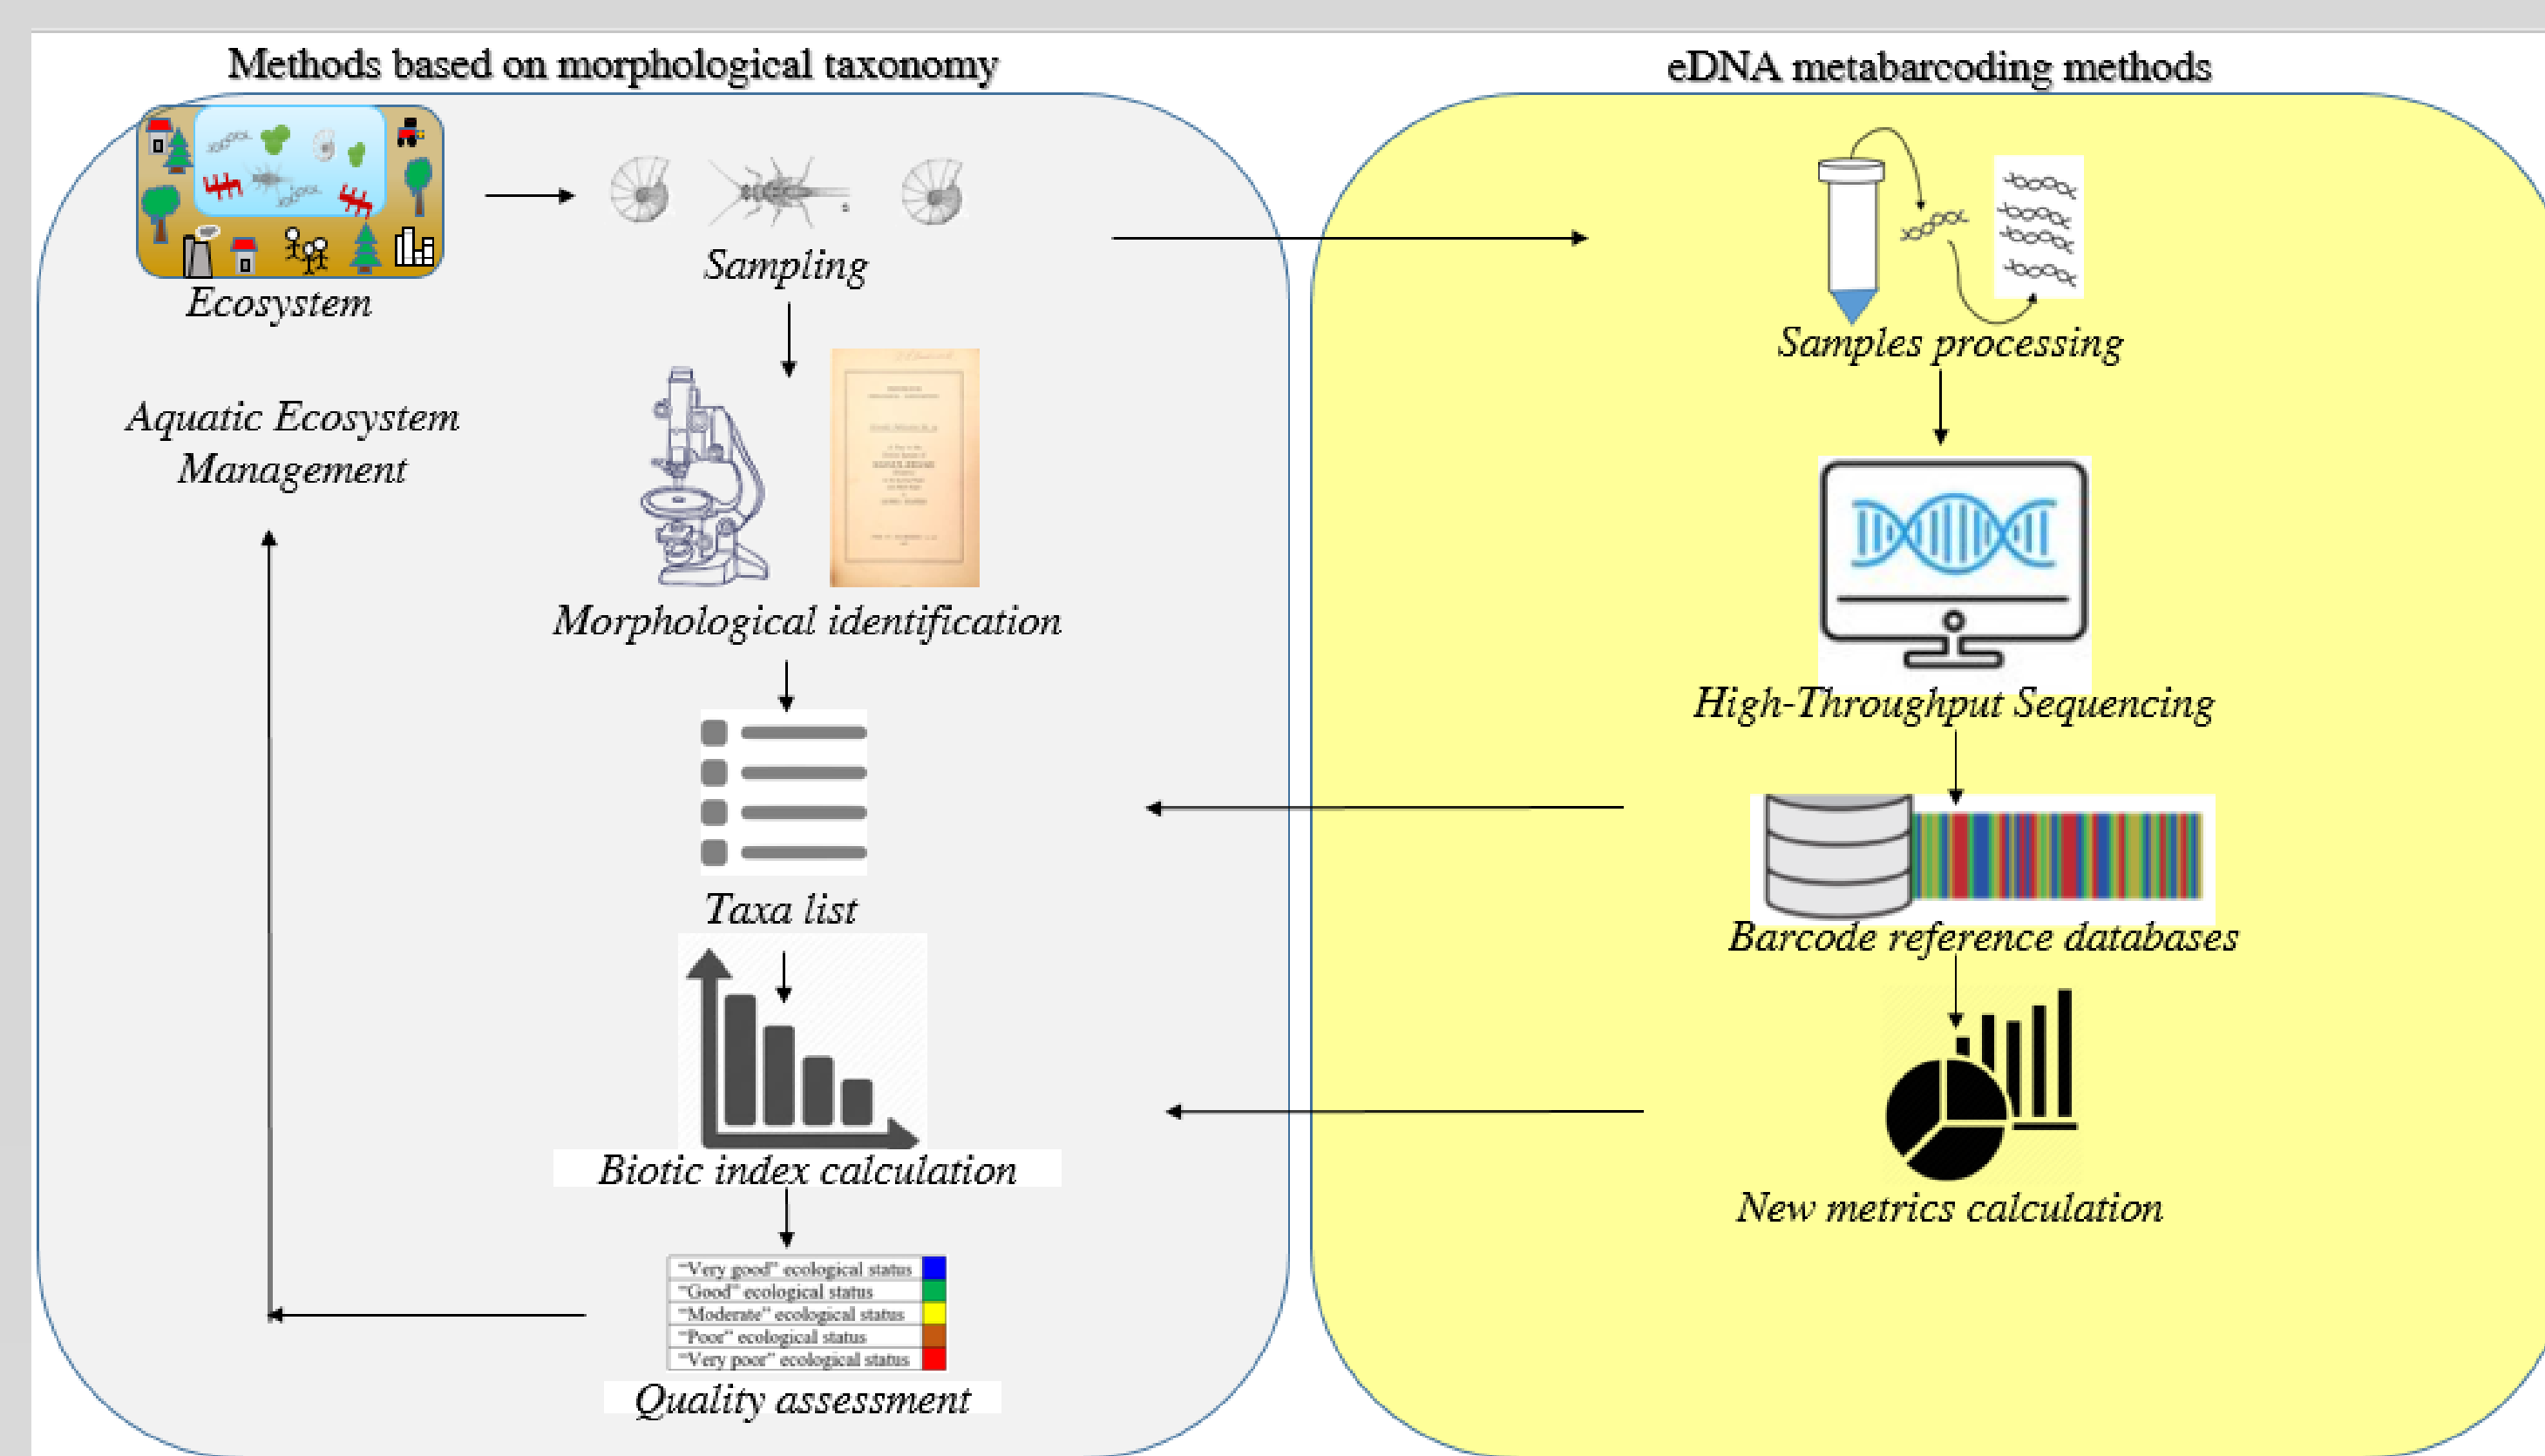 Methods based on morphological taxonomy
eDNA metabarcoding methods
Ecosystem
Sampling
Samples processing
Aquatic Ecosystem
Management
Morphological identification
High-Throughput Sequencing
Taxa list
Barcode reference databases
Biotic index calculation
New metrics calculation
“Very good” ecological status
“Good” ecological status
“Moderate” ecological status
“Poor” ecological status
“Very poor” ecological status
Quality assessment